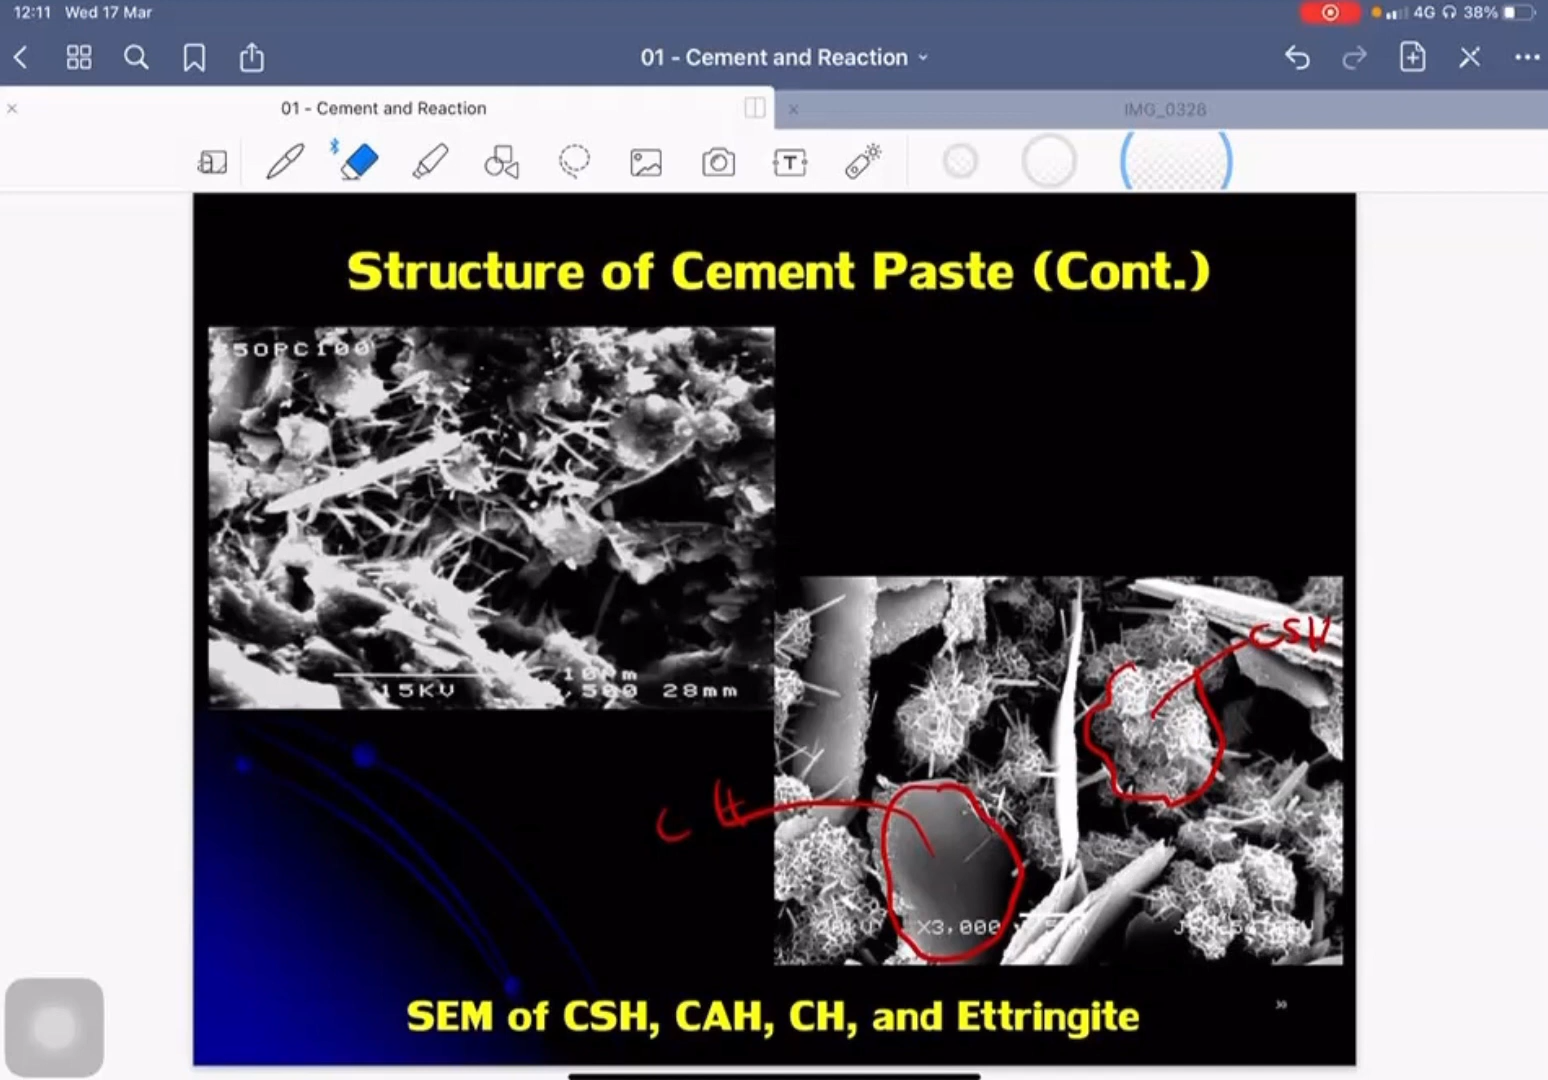 12:11 Wed 17 Mar
4G 38%
01 - Cement and Reaction
01 - Cement and Reaction
IMG_0328
T
Structure of Cement Paste (Cont.)
15KV
28mm
CSH
CH
X3,000
SEM of CSH, CAH, CH, and Ettringite